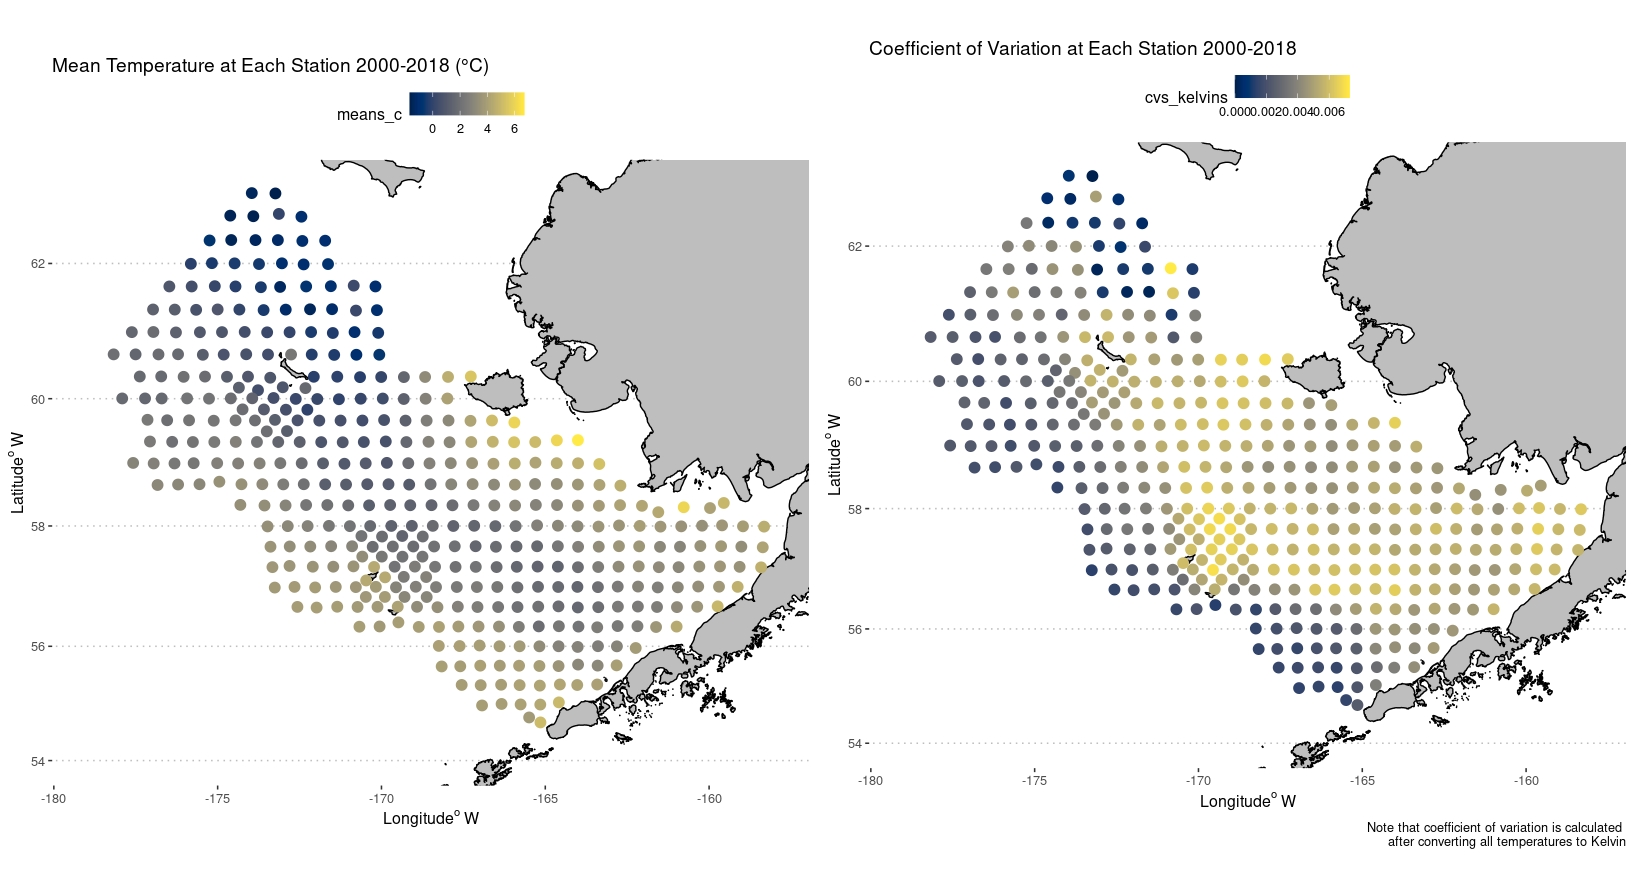 Mean Temperature at Each Station 2000-2018 (°C)
means_c
0 2 4 6
62
60
58
56
54
Latitude° W
-180 -175 -170 -165 -160
Longitude° W
Coefficient of Variation at Each Station 2000-2018
cvs_kelvins
0.0000.0020.0040.006
62
60
58
56
54
Latitude° W
-180 -175 -170 -165 -160
Longitude° W
Note that coefficient of variation is calculated
after converting all temperatures to Kelvin